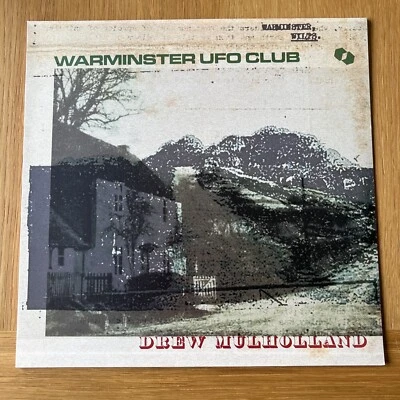 WARMINSTER,
WILTS.
WARMINSTER UFO CLUB
DREW MULHOLLAND